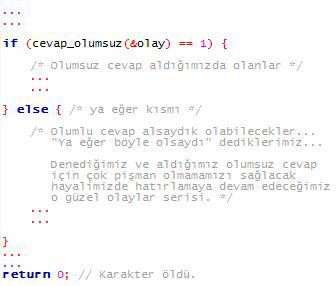 ...
...
if (cevap_olumsuz(&olay) == 1) {
/* Olumsuz cevap aldığımızda olanlar */
...
...
} else { /* ya eğer kısmı */
/* Olumlu cevap alsaydık olabilecekler...
"Ya eğer böyle olsaydı" dediklerimiz...
Denediğimiz ve aldığımız olumsuz cevap
için çok pişman olmamamızı sağlacak
hayalimizde hatırlamaya devam edeceğimiz
o güzel olaylar serisi. */
...
...
}
...
...
return 0; // Karakter öldü.